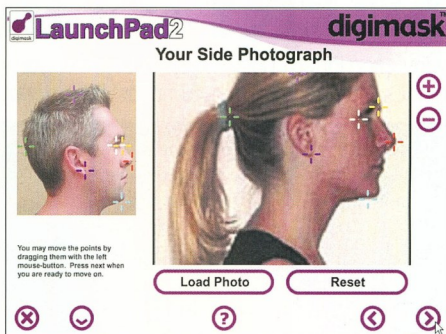 digimask
LaunchPad2
digimask
Your Side Photograph
You may move the points by
dragging them with the left
mouse-button. Press next when
you are ready to move on.
Load Photo
Reset
?